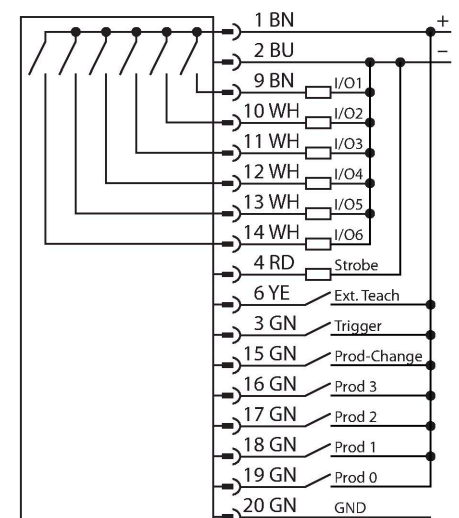 1 BN +
2 BU −
9 BN I/O1
10 WH I/O2
11 WH I/O3
12 WH I/O4
13 WH I/O5
14 WH I/O6
4 RD Strobe
6 YE Ext. Teach
3 GN Trigger
15 GN Prod-Change
16 GN Prod 3
17 GN Prod 2
18 GN Prod 1
19 GN Prod 0
20 GN GND